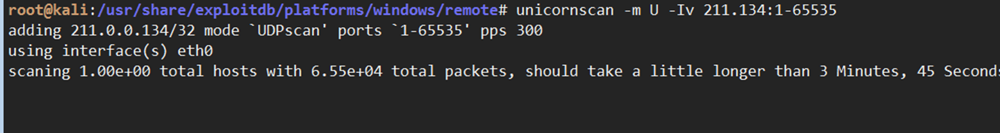 root@kali:/usr/share/exploitdb/platforms/windows/remote# unicornscan -m U -Iv 211.134:1-65535
adding 211.0.0.134/32 mode `UDPscan' ports `1-65535' pps 300
using interface(s) eth0
scaning 1.00e+00 total hosts with 6.55e+04 total packets, should take a little longer than 3 Minutes, 45 Second